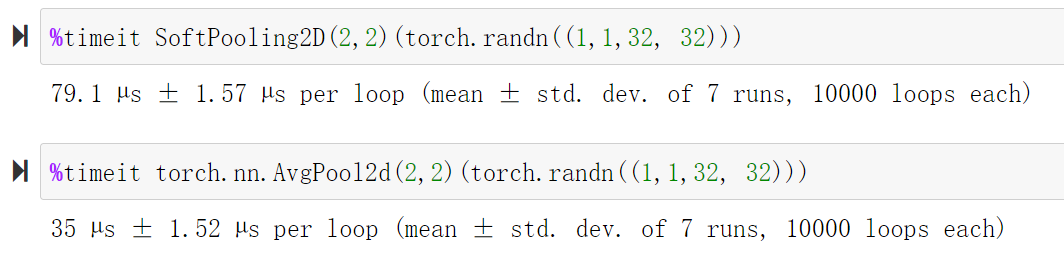 %timeit SoftPooling2D(2,2)(torch.randn((1,1,32, 32)))
79.1 μs ± 1.57 μs per loop (mean ± std. dev. of 7 runs, 10000 loops each)
%timeit torch.nn.AvgPool2d(2,2)(torch.randn((1,1,32, 32)))
35 μs ± 1.52 μs per loop (mean ± std. dev. of 7 runs, 10000 loops each)